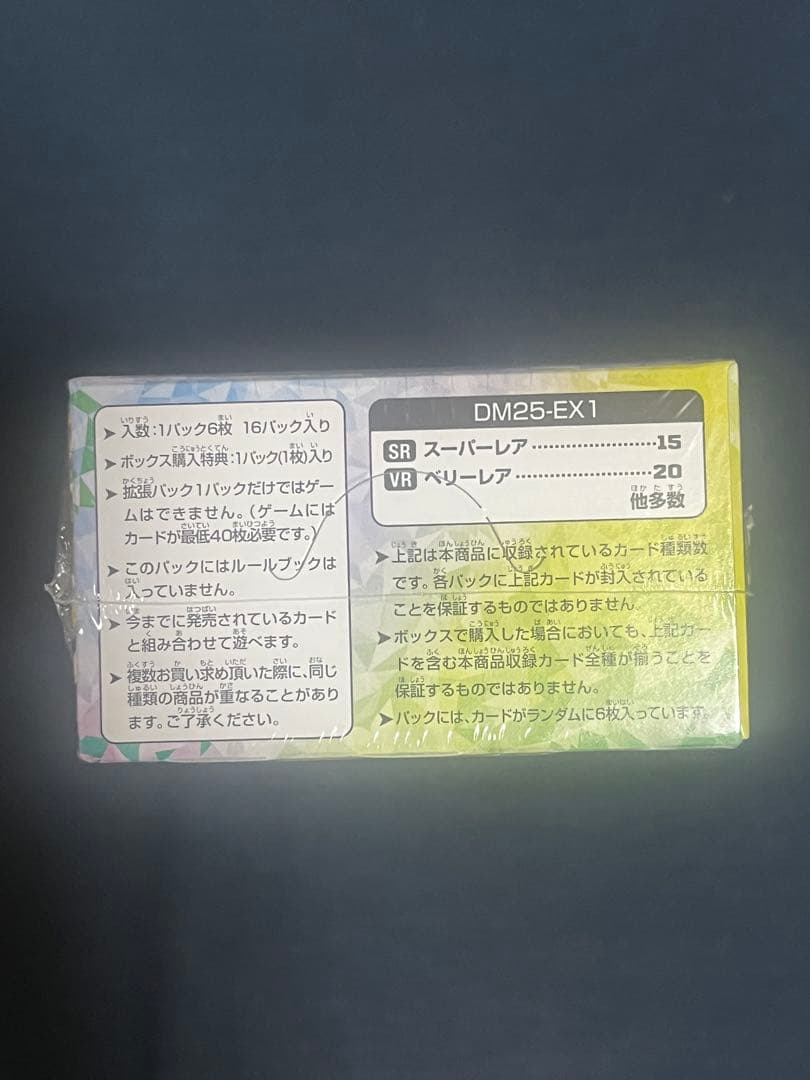 ➤入数:1パック6枚 16パック入り
➤ボックス購入特典:1パック(1枚)入り
➤拡張パック1パックだけではゲー
ムはできません。(ゲームには
カードが最低40枚必要です。)
➤このパックにはルールブックは
入っていません。
➤今までに発売されているカード
と組み合わせて遊べます。
➤複数お買い求め頂いた際に、同じ
種類の商品が重なることがあり
ます。ご了承ください。
DM25-EX1
SR スーパーレア……………………15
VR ベリーレア………………………20
他多数
➤上記は本商品に収録されているカード種類数
です。各パックに上記カードが封入されている
ことを保証するものではありません。
➤ボックスで購入した場合においても、上記カー
ドを含む本商品収録カード全種が揃うことを
保証するものではありません。
➤パックには、カードがランダムに6枚入っています。